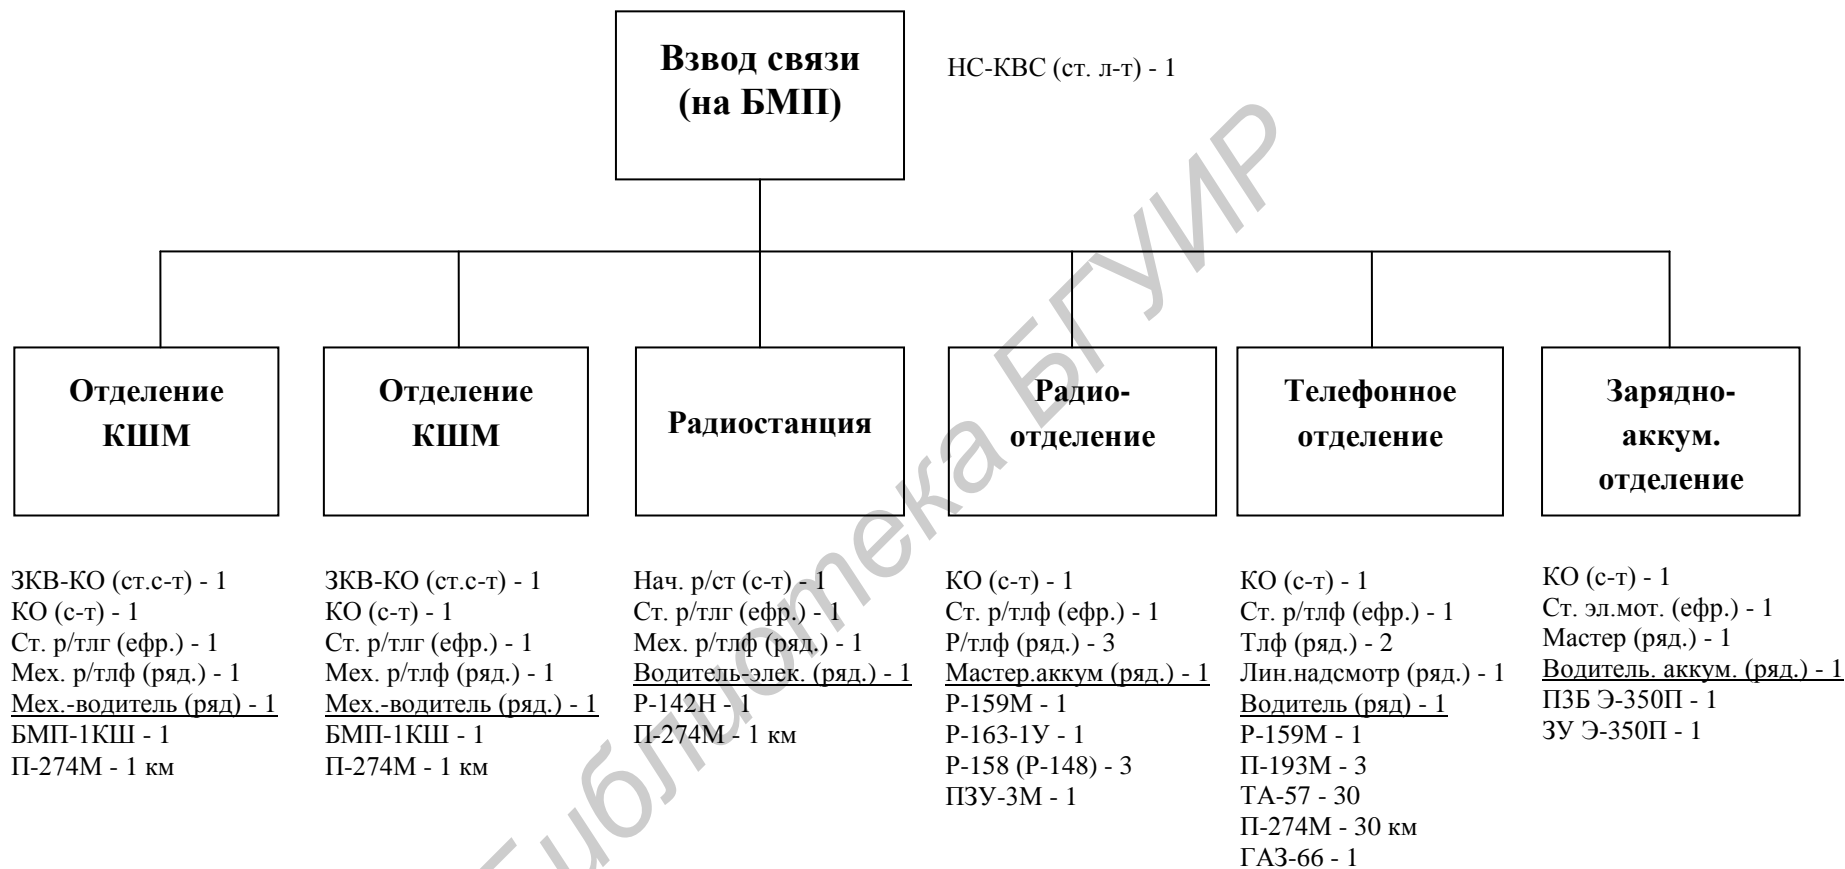 Взвод связи
(на БМП)
НС-КВС (ст. л-т) - 1
Отделение
КШМ
Отделение
КШМ
Радиостанция
Радио-
отделение
Телефонное
отделение
Зарядно-
аккум.
отделение
ЗКВ-КО (ст.с-т) - 1
КО (с-т) - 1
Ст. р/тлг (ефр.) - 1
Мех. р/тлф (ряд.) - 1
Мех.-водитель (ряд) - 1
БМП-1КШ - 1
П-274М - 1 км
ЗКВ-КО (ст.с-т) - 1
КО (с-т) - 1
Ст. р/тлг (ефр.) - 1
Мех. р/тлф (ряд.) - 1
Мех.-водитель (ряд.) - 1
БМП-1КШ - 1
П-274М - 1 км
Нач. р/ст (с-т) - 1
Ст. р/тлг (ефр.) - 1
Мех. р/тлф (ряд.) - 1
Водитель-элек. (ряд.) - 1
Р-142Н - 1
П-274М - 1 км
КО (с-т) - 1
Ст. р/тлф (ефр.) - 1
Р/тлф (ряд.) - 3
Мастер.аккум (ряд.) - 1
Р-159М - 1
Р-163-1У - 1
Р-158 (Р-148) - 3
ПЗУ-3М - 1
КО (с-т) - 1
Ст. р/тлф (ефр.) - 1
Тлф (ряд.) - 2
Лин.надсмотр (ряд.) - 1
Водитель (ряд) - 1
Р-159М - 1
П-193М - 3
ТА-57 - 30
П-274М - 30 км
ГАЗ-66 - 1
КО (с-т) - 1
Ст. эл.мот. (ефр.) - 1
Мастер (ряд.) - 1
Водитель. аккум. (ряд.) - 1
ПЗБ Э-350П - 1
ЗУ Э-350П - 1
Библиотека БГУИР